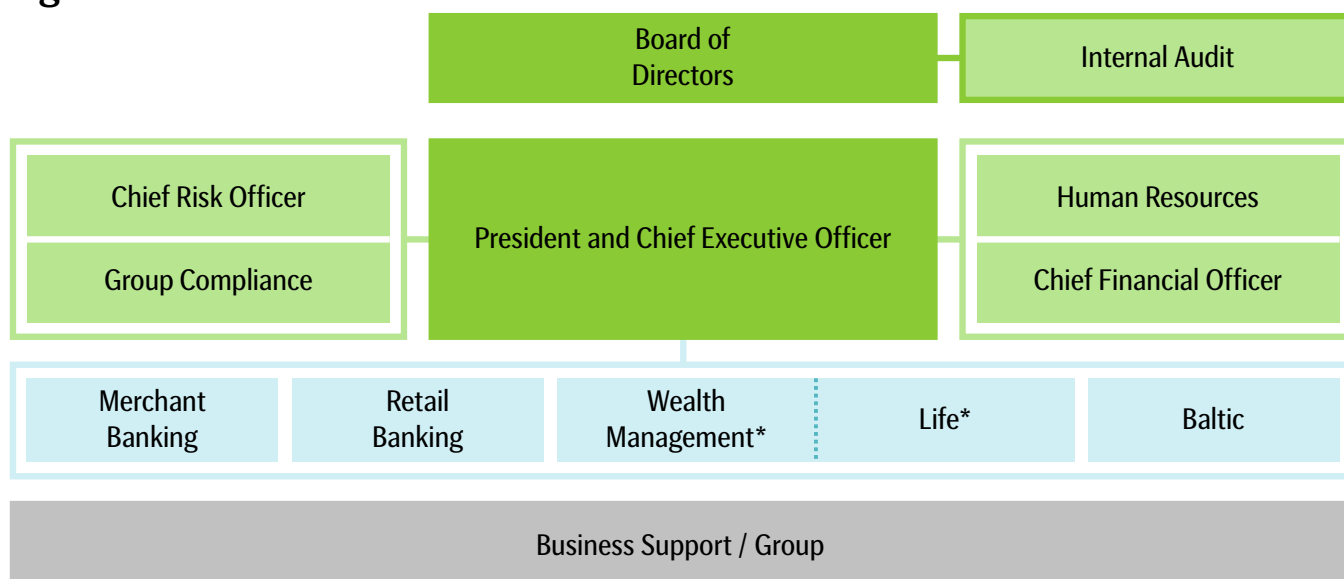 Board of
Directors
Internal Audit
Chief Risk Officer
Group Compliance
President and Chief Executive Officer
Human Resources
Chief Financial Officer
Merchant
Banking
Retail
Banking
Wealth
Management*
Life*
Baltic
Business Support / Group